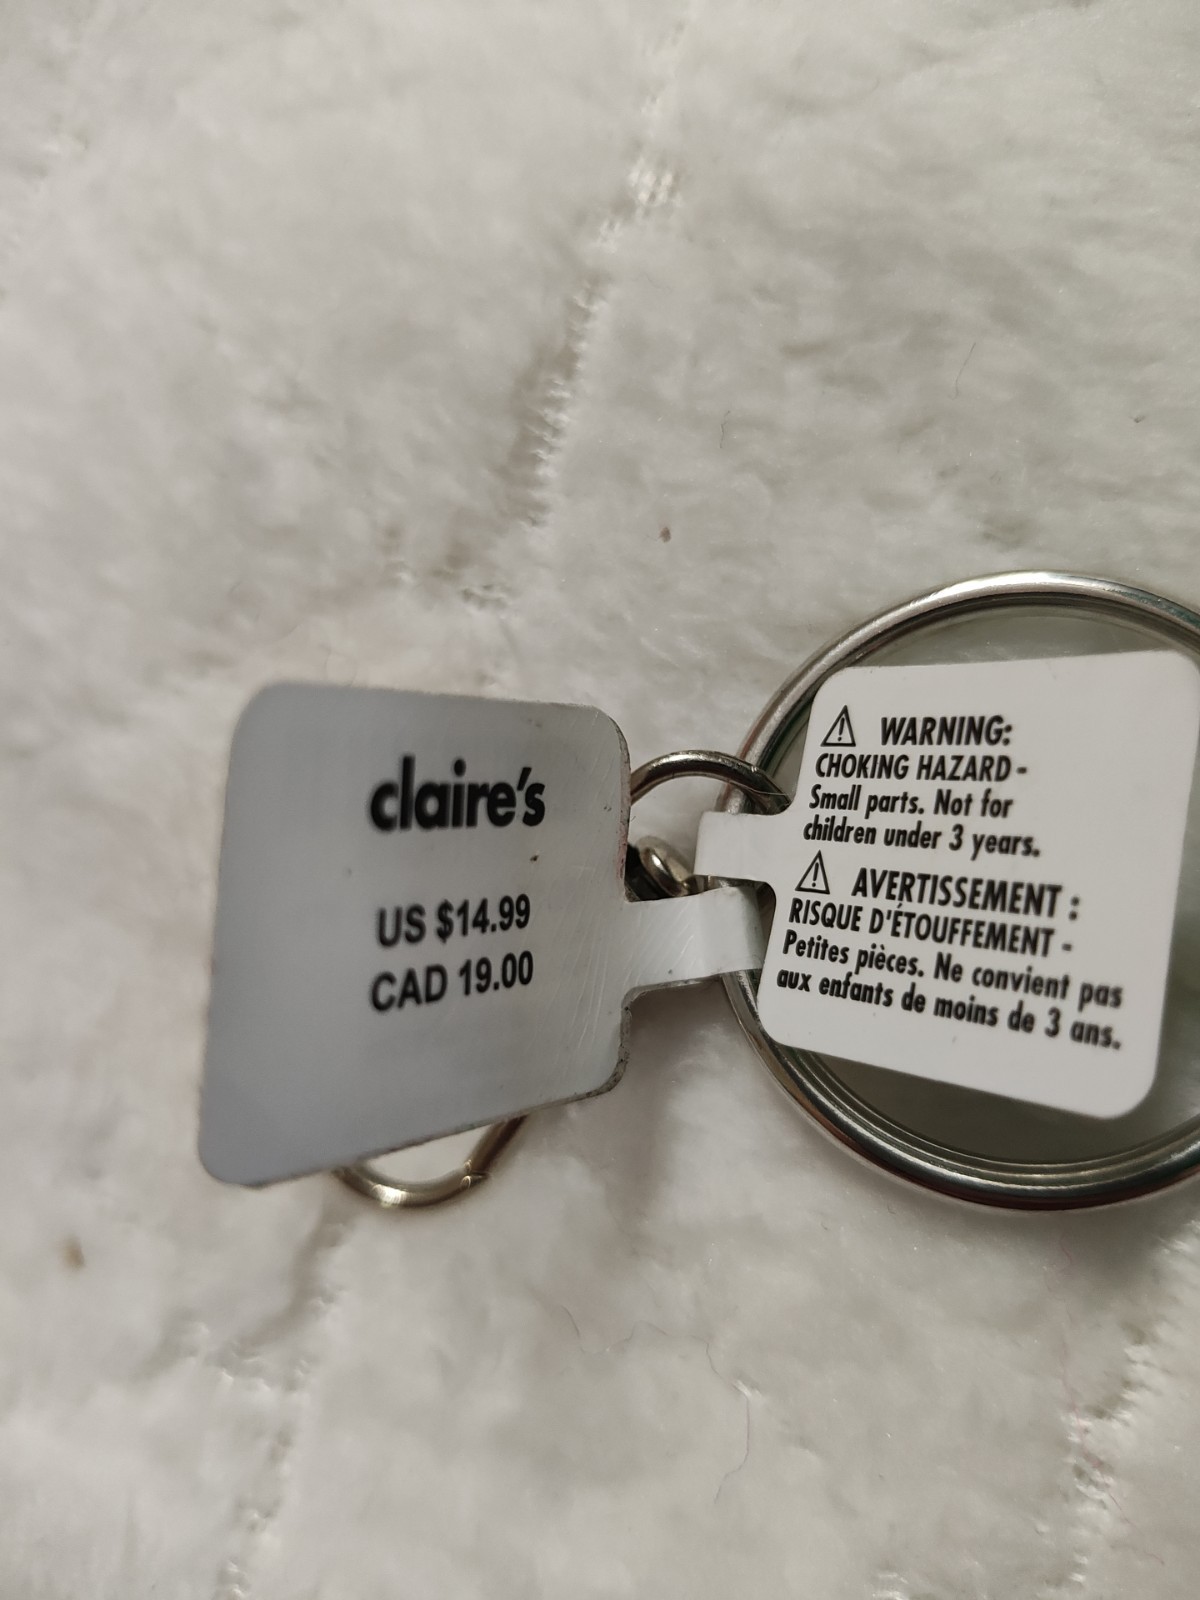 claire's
US $14.99
CAD 19.00
⚠ WARNING:
CHOKING HAZARD -
Small parts. Not for
children under 3 years.
⚠ AVERTISSEMENT :
RISQUE D'ÉTOUFFEMENT -
Petites pièces. Ne convient pas
aux enfants de moins de 3 ans.